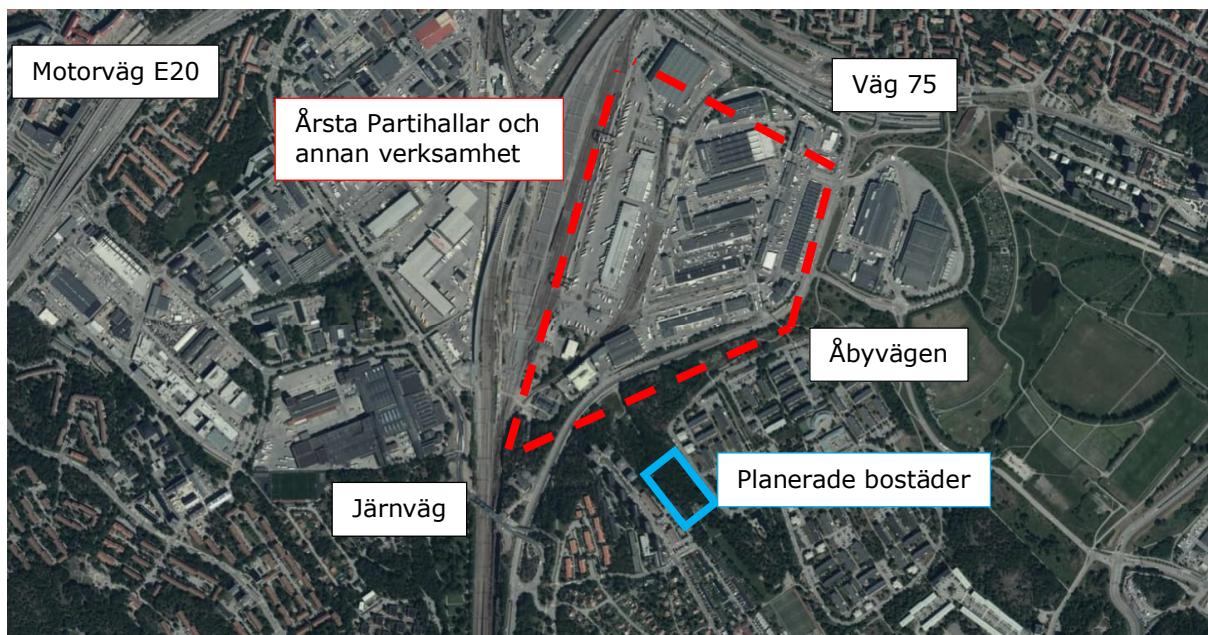 Motorväg E20
Väg 75
Årsta Partihallar och
annan verksamhet
Åbyvägen
Planerade bostäder
Järnväg